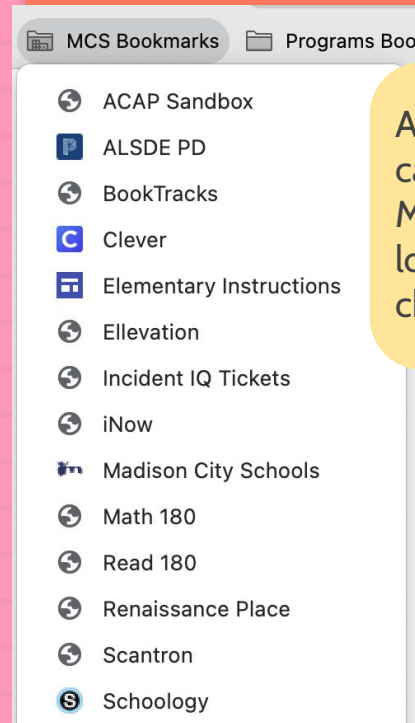 MCS Bookmarks
ACAP Sandbox
ALSDE PD
BookTracks
Clever
Elementary Instructions
Ellevation
Incident IQ Tickets
iNow
Madison City Schools
Math 180
Read 180
Renaissance Place
Scantron
Schoology
Programs